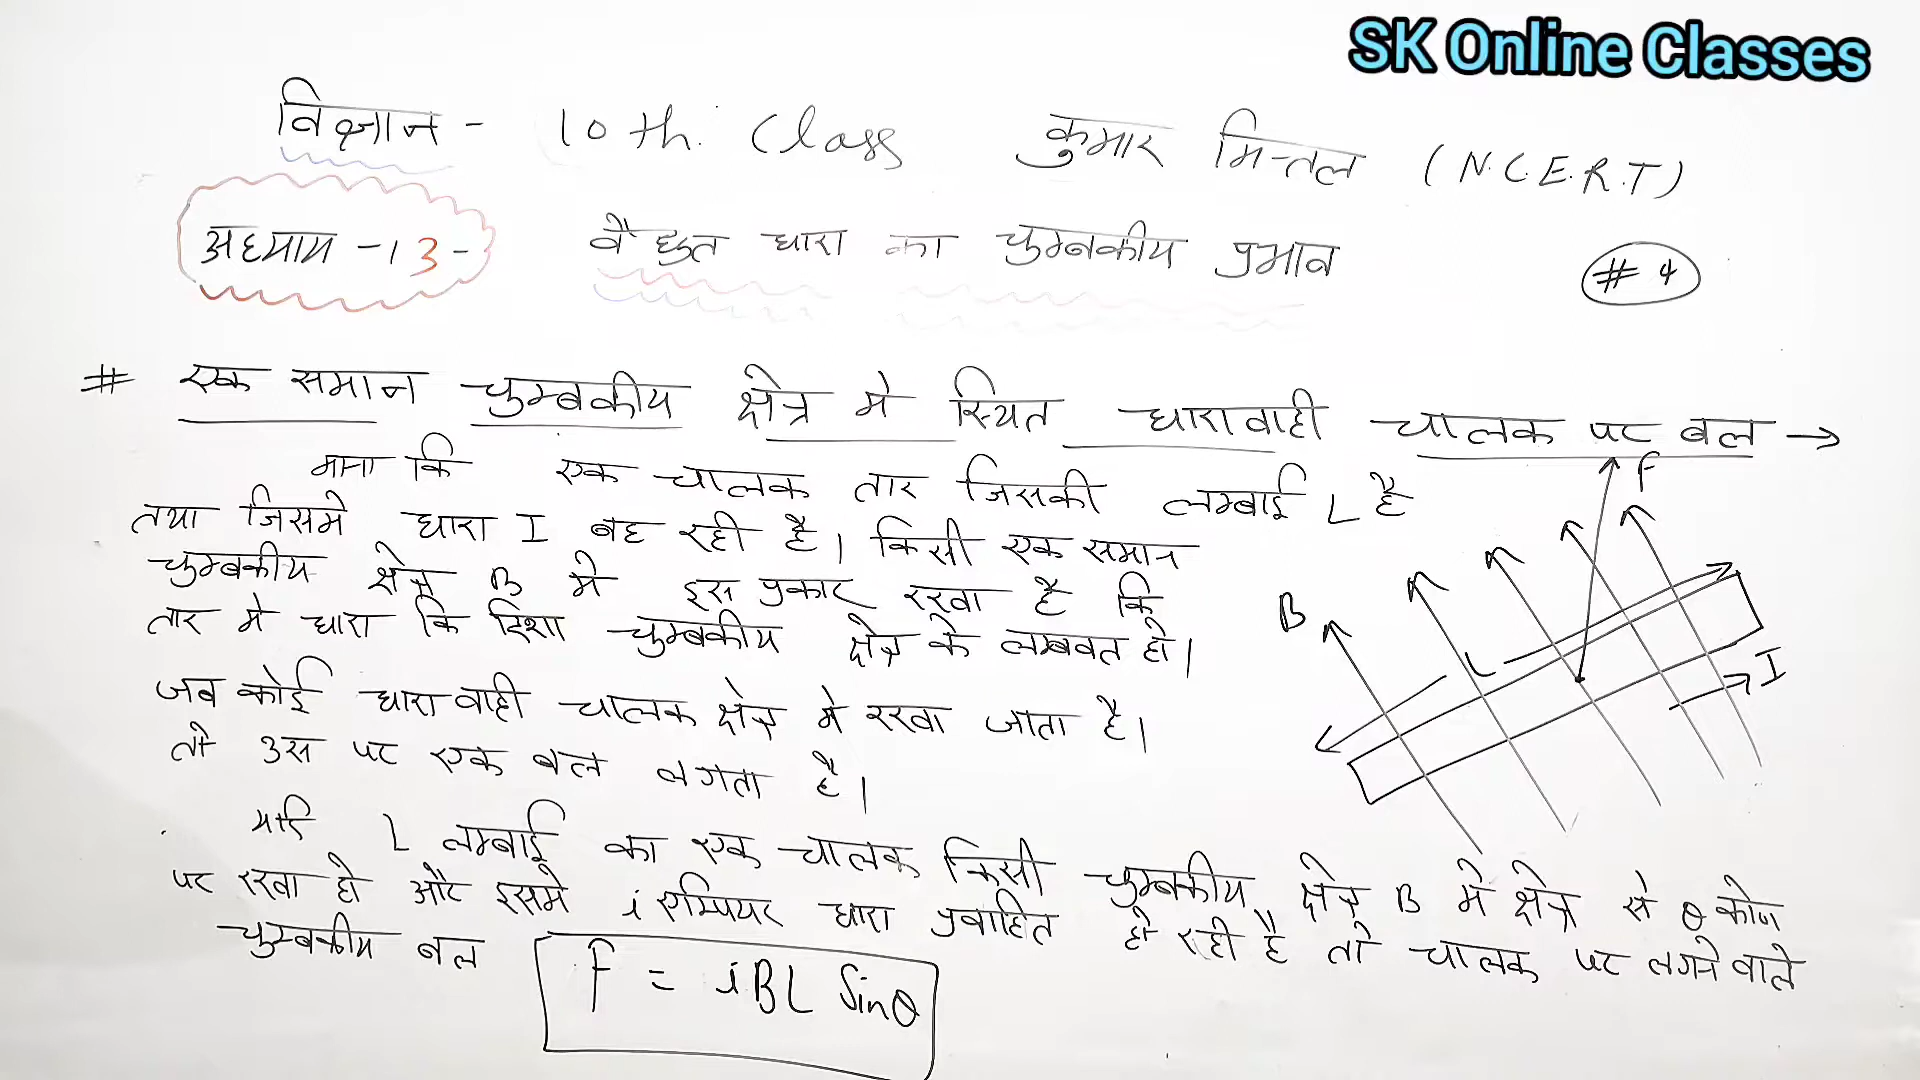 SK Online Classes
विज्ञान - 10th. Class कुमार मित्तल (N.C.E.R.T)
अध्याय -13- वैद्युत धारा का चुम्बकीय प्रभाव
# 4
# एक समान चुम्बकीय क्षेत्र मे स्थित धारावाही चालक पर बल →
माना कि एक चालक तार जिसकी लम्बाई L है
तथा जिसमे धारा I बह रही है। किसी एक समान
चुम्बकीय क्षेत्र B मे इस प्रकार रखा है कि
तार मे धारा कि दिशा चुम्बकीय क्षेत्र के लम्बवत हो।
जब कोई धारावाही चालक क्षेत्र मे रखा जाता है।
तो उस पर एक बल लगता है।
F
B
L
I
यदि L लम्बाई का एक चालक किसी चुम्बकीय क्षेत्र B मे क्षेत्र से θ कोण
पर रखा हो और इसमे i एम्पियर धारा प्रवाहित हो रही है तो चालक पर लगने वाले
चुम्बकीय बल F = iBL Sinθ